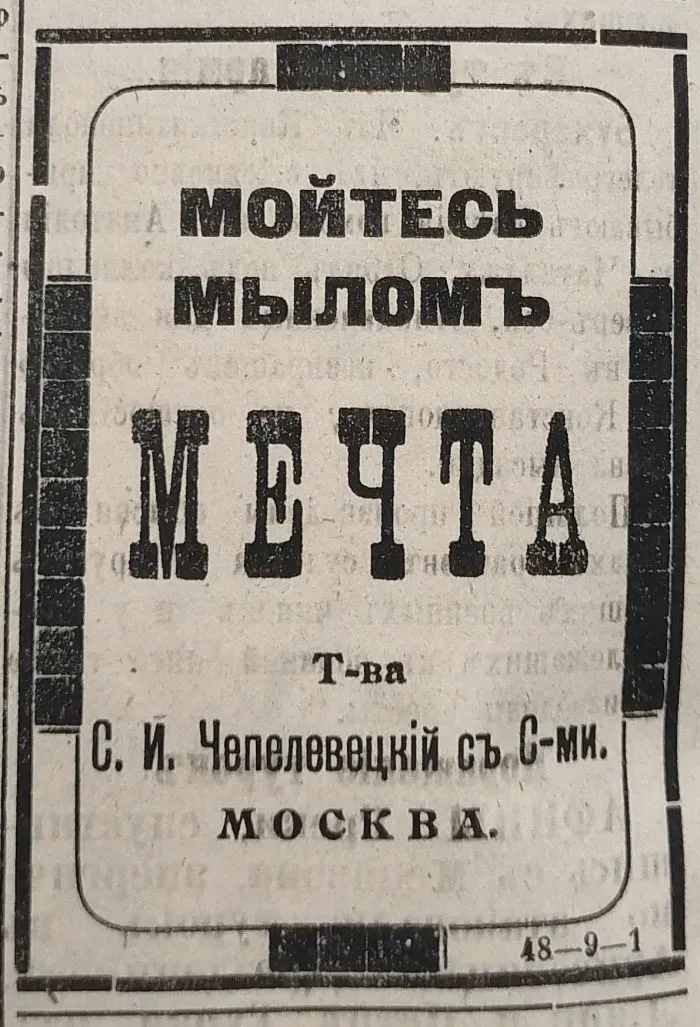 МОЙТЕСЬ
МЫЛОМЪ
МЕЧТА
Т-ва
С. И. Чепелевецкій съ С-ми.
МОСКВА.
48—9—1